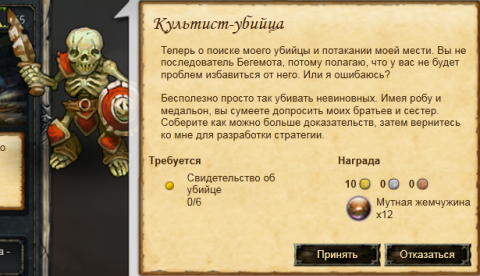 Культист-убийца
Теперь о поиске моего убийцы и потакании моей мести. Вы не
последователь Бегемота, потому полагаю, что у вас не будет
проблем избавиться от него. Или я ошибаюсь?
Бесполезно просто так убивать невиновных. Имея робу и
медальон, вы сумеете допросить моих братьев и сестер.
Соберите как можно больше доказательств, затем вернитесь
ко мне для разработки стратегии.
Требуется
Свидетельство об
убийце
0/6
Награда
10 0 0
Мутная жемчужина
x12
Принять Отказаться